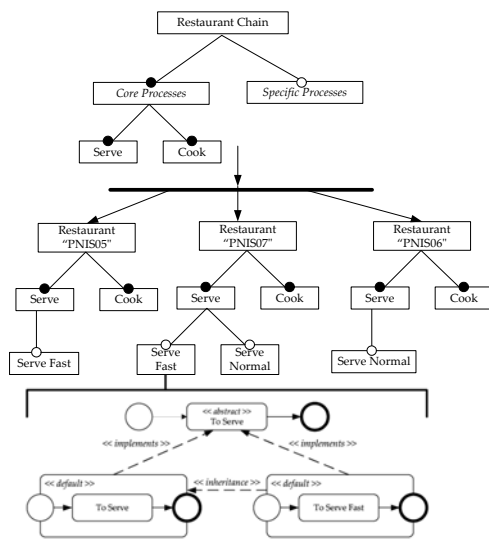 Restaurant Chain
Core Processes
Specific Processes
Serve
Cook
Restaurant
“PNIS05"
Restaurant
“PNIS07"
Restaurant
“PNIS06"
Serve
Cook
Serve
Cook
Serve
Cook
Serve Fast
Serve
Fast
Serve
Normal
Serve Normal
<< abstract >>
To Serve
<< implements >>
<< implements >>
<< default >>
<< inheritance >>
<< default >>
To Serve
To Serve Fast